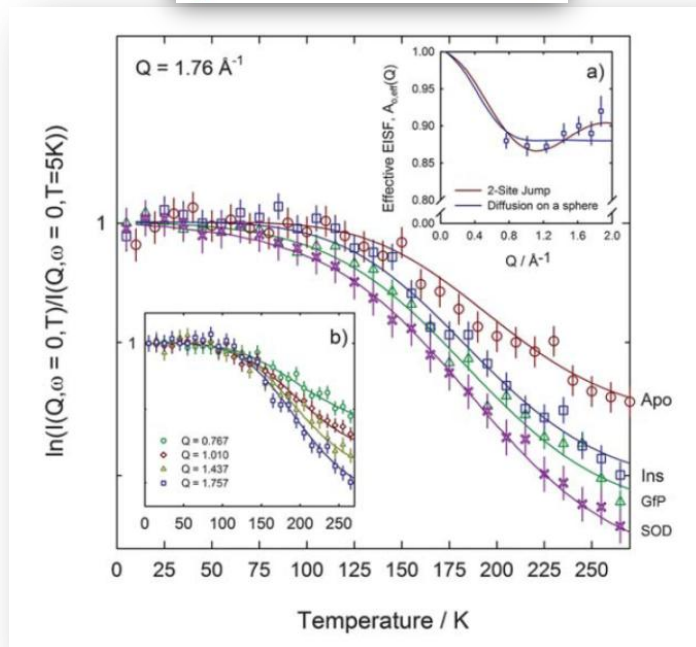 Q = 1.76 Å-1
a)
Effective EISF, A0,eff(Q)
1.00
0.95
0.90
0.85
0.80
0.00
2-Site Jump
Diffusion on a sphere
0.0 0.4 0.8 1.2 1.6 2.0
Q / Å-1
ln(I((Q,ω = 0,T)/I(Q,ω = 0,T=5K))
1
b)
1
Q = 0.767
Q = 1.010
Q = 1.437
Q = 1.757
0 50 100 150 200 250
Apo
Ins
GfP
SOD
0 25 50 75 100 125 150 175 200 225 250
Temperature / K